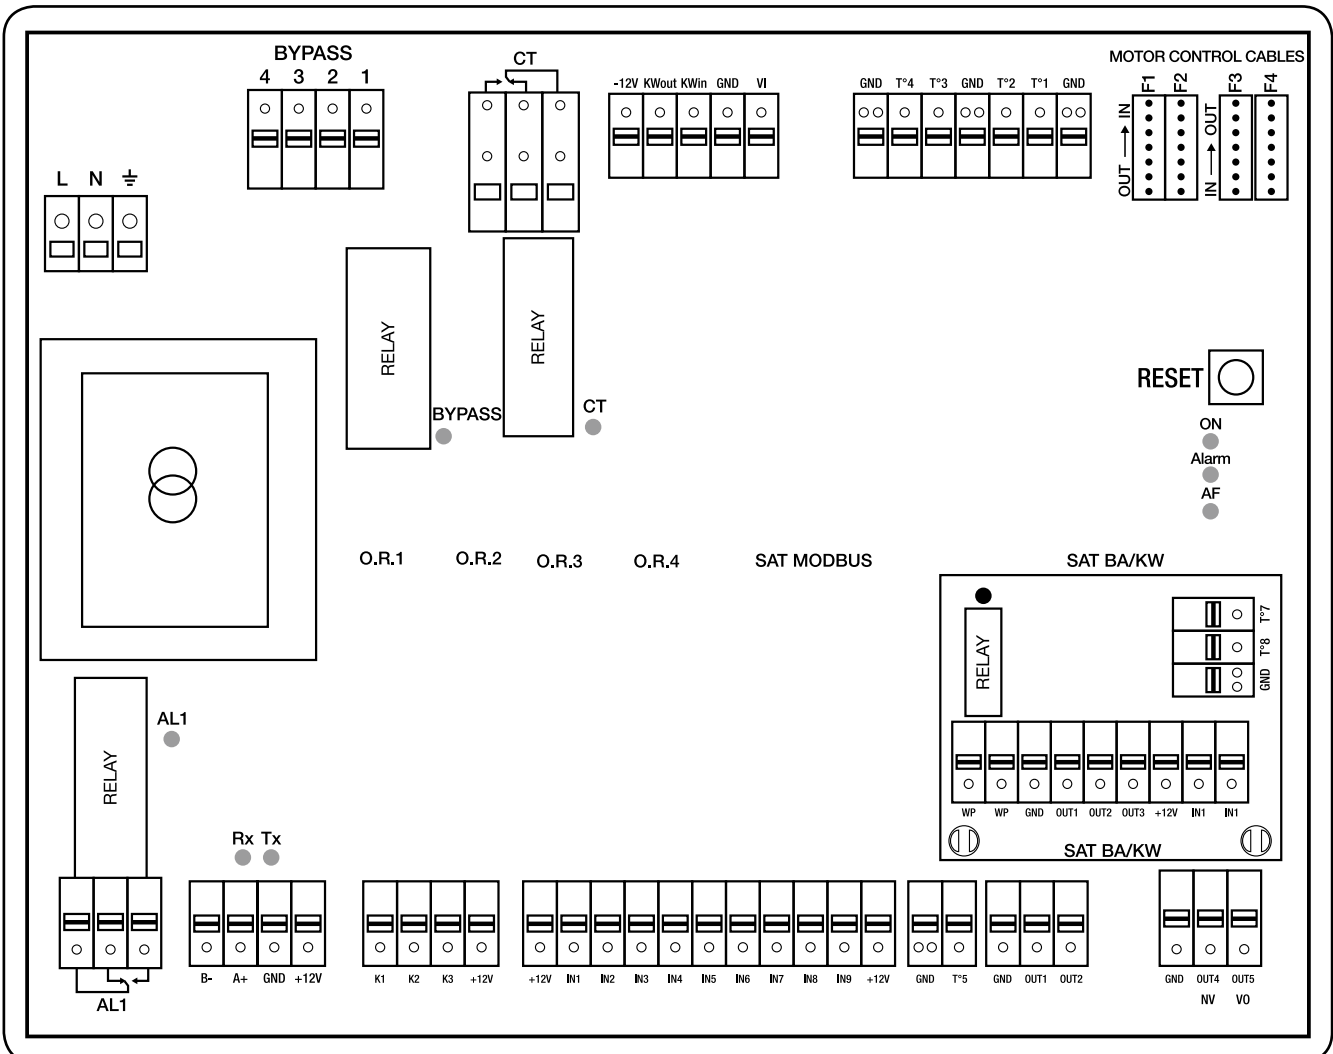 BYPASS
4 3 2 1
CT
-12V KWout KWin GND VI
GND T°4 T°3 GND T°2 T°1 GND
MOTOR CONTROL CABLES
F1 F2 F3 F4
OUT → IN
IN → OUT
L N
RELAY
RELAY
BYPASS
CT
RESET
ON
Alarm
AF
O.R.1 O.R.2 O.R.3 O.R.4 SAT MODBUS SAT BA/KW
RELAY
T°7
T°8
GND
WP WP GND OUT1 OUT2 OUT3 +12V IN1 IN1
SAT BA/KW
RELAY
AL1
Rx Tx
AL1
B- A+ GND +12V
K1 K2 K3 +12V
+12V IN1 IN2 IN3 IN4 IN5 IN6 IN7 IN8 IN9 +12V
GND T°5
GND OUT1 OUT2
GND OUT4 OUT5
NV VO